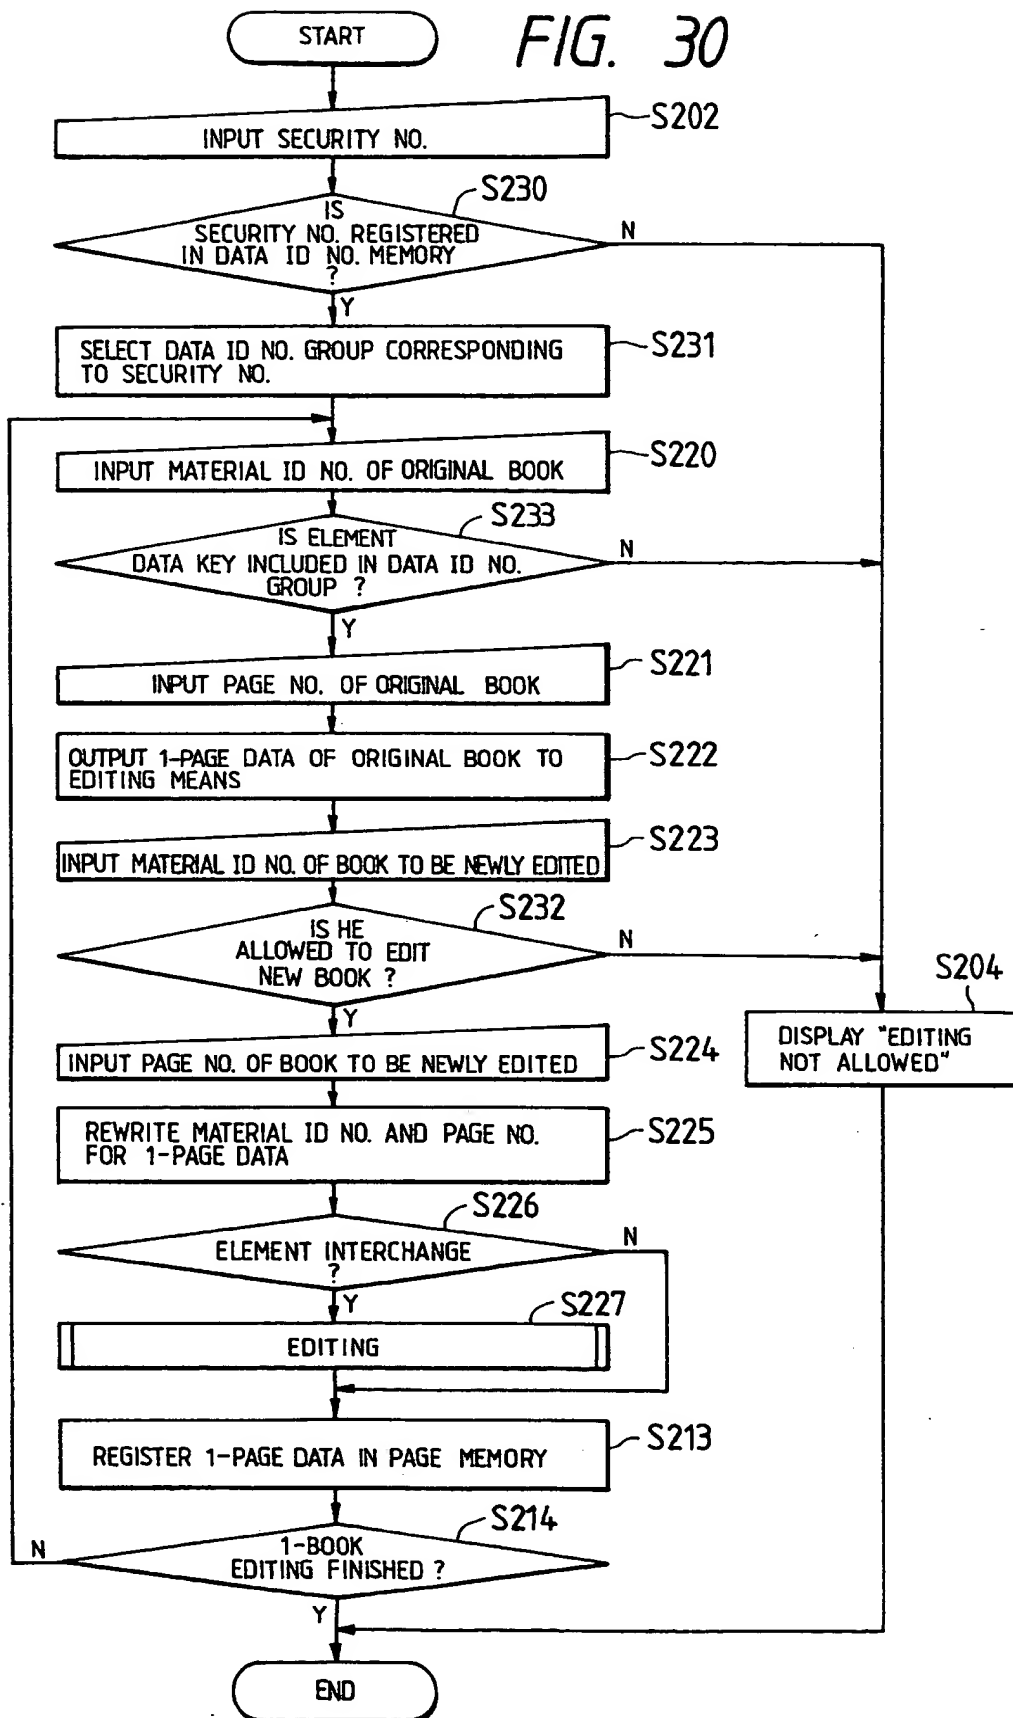 START
FIG. 30
INPUT SECURITY NO.
S202
S230
IS
SECURITY NO. REGISTERED
IN DATA ID NO. MEMORY
?
N
Y
SELECT DATA ID NO. GROUP CORRESPONDING
TO SECURITY NO.
S231
INPUT MATERIAL ID NO. OF ORIGINAL BOOK
S220
S233
IS ELEMENT
DATA KEY INCLUDED IN DATA ID NO.
GROUP ?
N
Y
INPUT PAGE NO. OF ORIGINAL BOOK
S221
OUTPUT 1-PAGE DATA OF ORIGINAL BOOK TO
EDITING MEANS
S222
INPUT MATERIAL ID NO. OF BOOK TO BE NEWLY EDITED
S223
S232
IS HE
ALLOWED TO EDIT
NEW BOOK ?
N
Y
S204
DISPLAY "EDITING
NOT ALLOWED"
INPUT PAGE NO. OF BOOK TO BE NEWLY EDITED
S224
REWRITE MATERIAL ID NO. AND PAGE NO.
FOR 1-PAGE DATA
S225
S226
ELEMENT INTERCHANGE
?
N
Y
S227
EDITING
REGISTER 1-PAGE DATA IN PAGE MEMORY
S213
S214
1-BOOK
EDITING FINISHED ?
N
Y
END